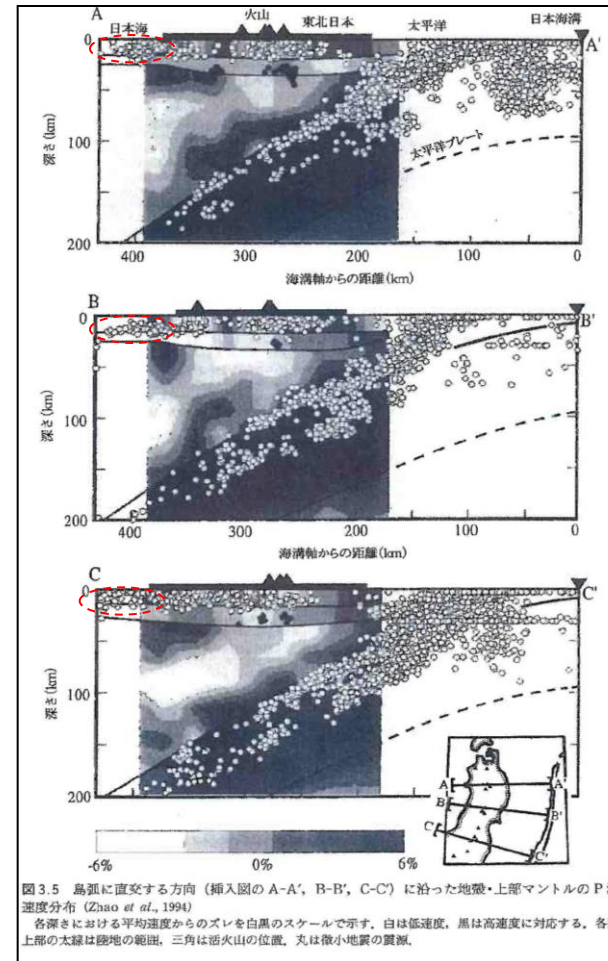 火山
日本海 東北日本 太平洋 日本海溝
A A'
0
100
200
深さ(km)
太平洋プレート
400 300 200 100 0
海溝軸からの距離(km)
B B'
0
100
200
深さ(km)
400 300 200 100 0
海溝軸からの距離(km)
C C'
0
100
200
深さ(km)
A A'
B B'
C C'
-6% 0% 6%
図3.5 島弧に直交する方向(挿入図の A-A', B-B', C-C')に沿った地殻・上部マントルの P
速度分布 (Zhao et al., 1994)
各深さにおける平均速度からのズレを白黒のスケールで示す.白は低速度,黒は高速度に対応する.各
上部の太線は陸地の範囲,三角は活火山の位置.丸は微小地震の震源.